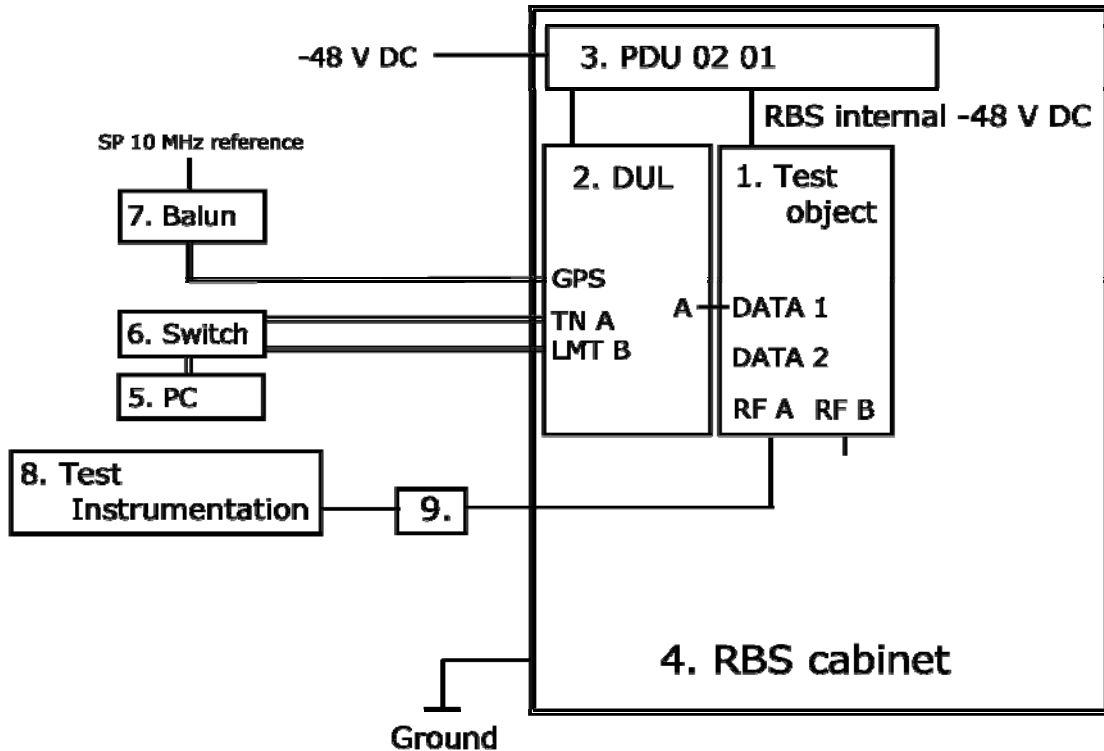 -48 V DC
3. PDU 02 01
RBS internal -48 V DC
SP 10 MHz reference
7. Balun
2. DUL
1. Test
object
GPS
TN A
LMT B
A
DATA 1
DATA 2
RF A RF B
6. Switch
5. PC
8. Test
Instrumentation
9.
4. RBS cabinet
Ground